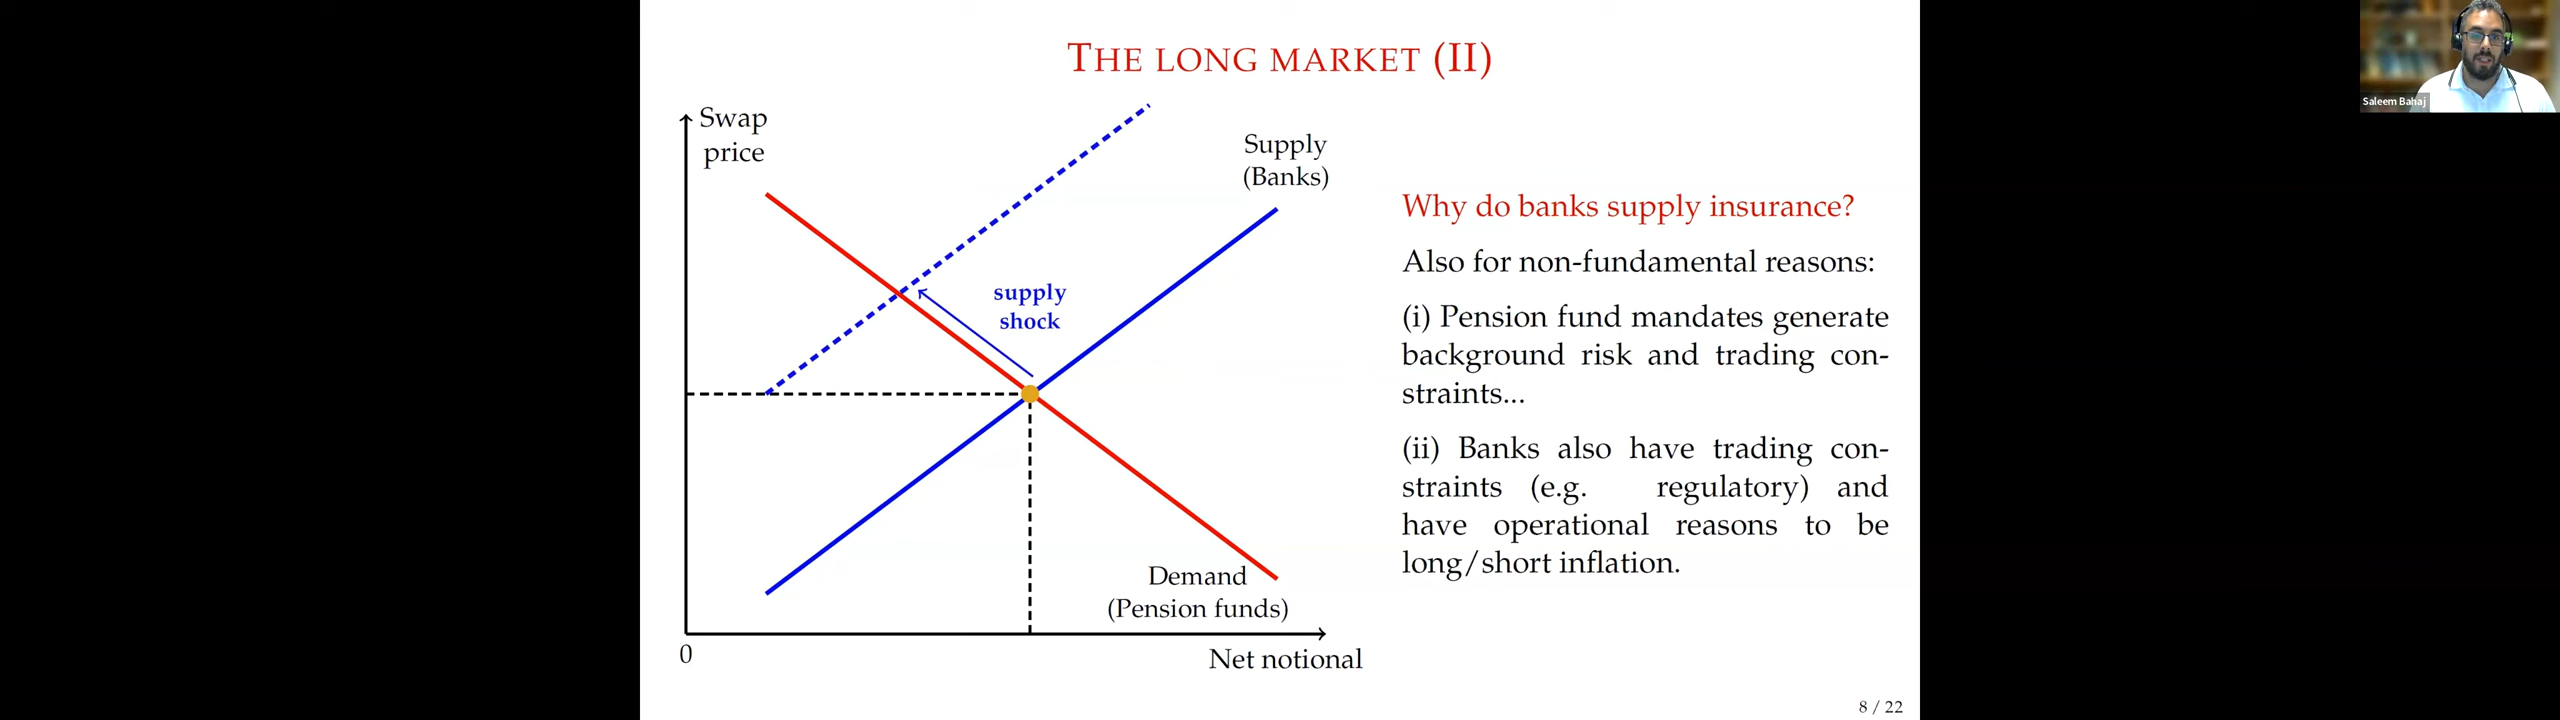 THE LONG MARKET (II)
Swap
price
Supply
(Banks)
supply
shock
Demand
(Pension funds)
0
Net notional
Why do banks supply insurance?
Also for non-fundamental reasons:
(i) Pension fund mandates generate
background risk and trading con-
straints...
(ii) Banks also have trading con-
straints (e.g. regulatory) and
have operational reasons to be
long/short inflation.
8 / 22
Saleem Bahaj